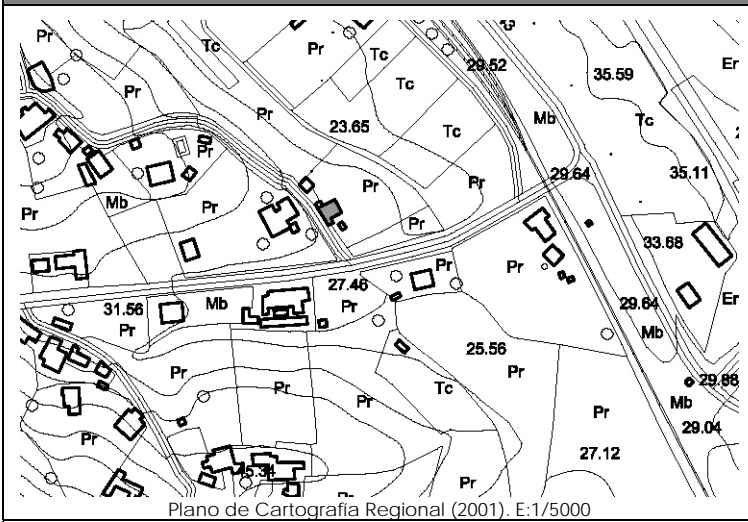 Pr
Tc
Pr
Tc
29.52
35.59
Er
Tc
Pr
Pr
23.65
Tc
Mb
Tc
Pr
Pr
Pr
29.64
35.11
Mb
Pr
Pr
Pr
33.68
27.46
Pr
Pr
31.56
Mb
Pr
29.64
Er
Pr
Mb
25.56
Pr
Pr
Pr
Tc
29.88
Pr
Pr
Mb
29.04
Pr
27.12
Pr
Plano de Cartografía Regional (2001). E:1/5000